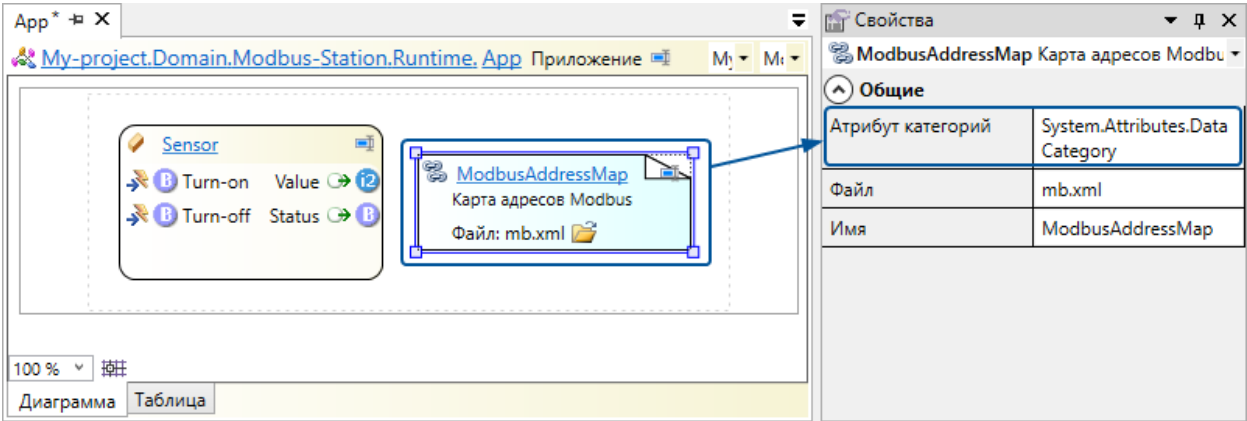 App*
My-project.Domain.Modbus-Station.Runtime. App Приложение
Sensor
B Turn-on Value i2
B Turn-off Status B
ModbusAddressMap
Карта адресов Modbus
Файл: mb.xml
100 %
Диаграмма Таблица
Свойства
ModbusAddressMap Карта адресов Modbu
Общие
Атрибут категорий System.Attributes.Data
Category
Файл mb.xml
Имя ModbusAddressMap